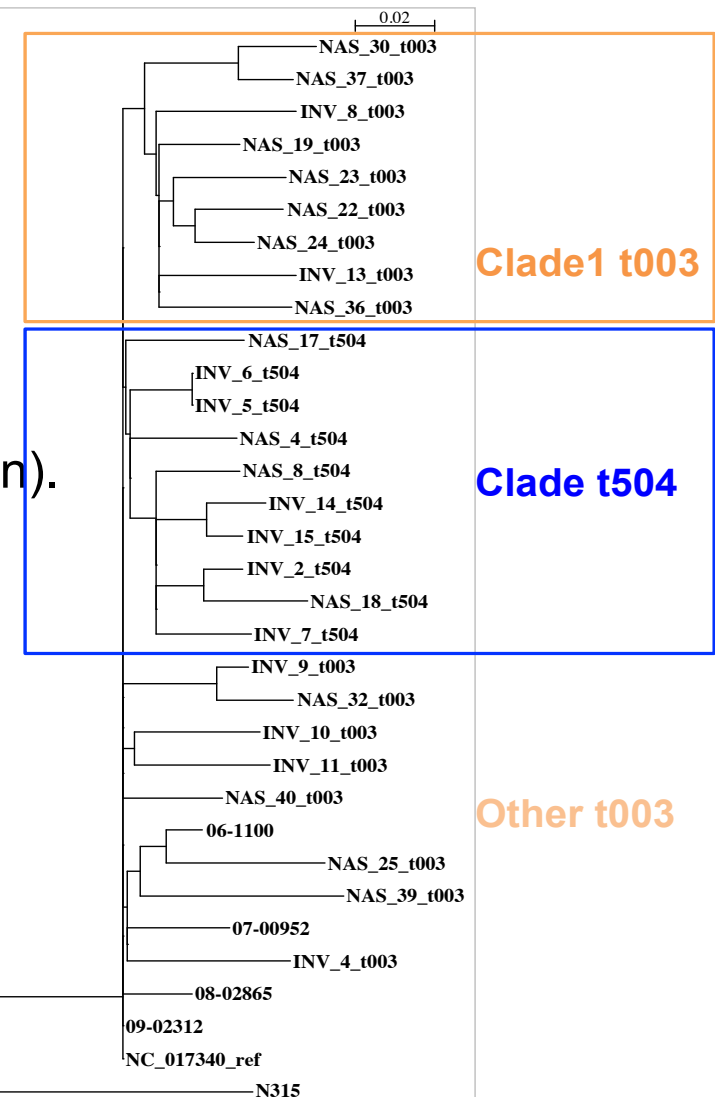 0.02
NAS_30_t003
NAS_37_t003
INV_8_t003
NAS_19_t003
NAS_23_t003
NAS_22_t003
NAS_24_t003
Clade1 t003
INV_13_t003
NAS_36_t003
NAS_17_t504
INV_6_t504
INV_5_t504
NAS_4_t504
n).
NAS_8_t504
Clade t504
INV_14_t504
INV_15_t504
INV_2_t504
NAS_18_t504
INV_7_t504
INV_9_t003
NAS_32_t003
INV_10_t003
INV_11_t003
NAS_40_t003
Other t003
06-1100
NAS_25_t003
NAS_39_t003
07-00952
INV_4_t003
08-02865
09-02312
NC_017340_ref
N315